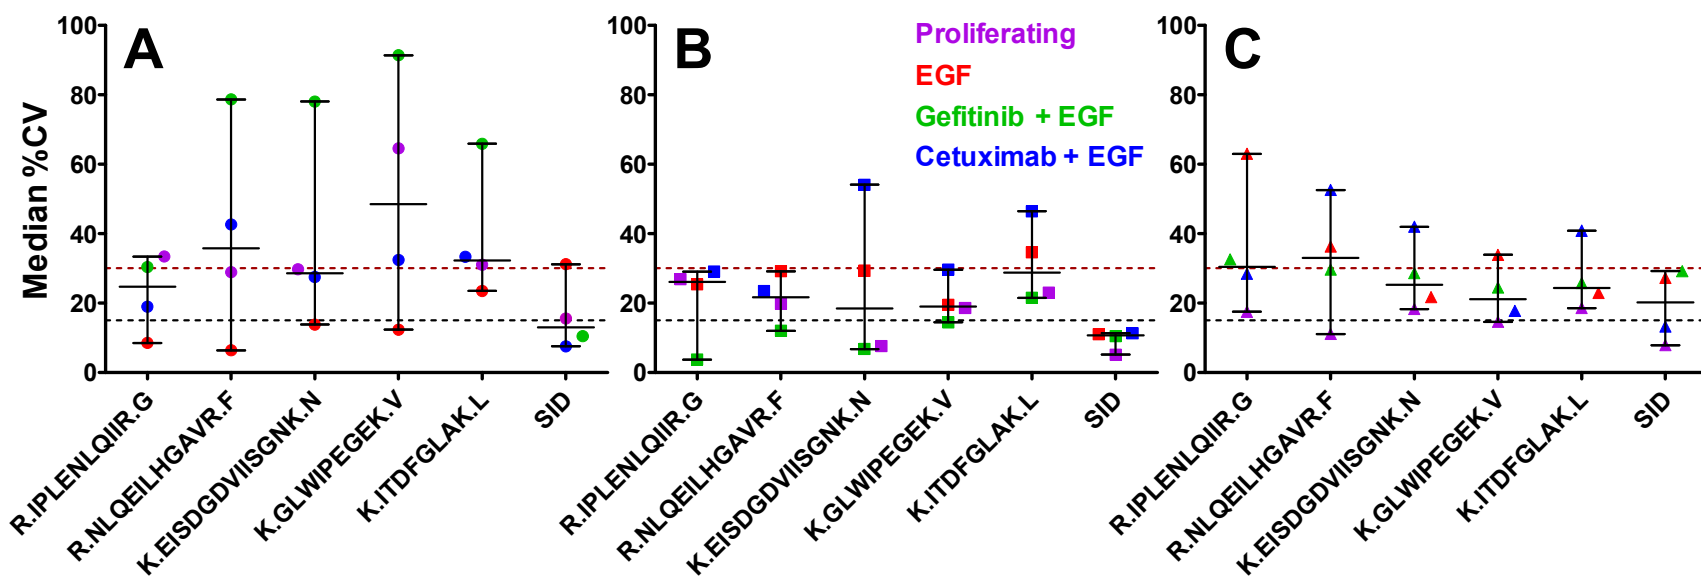 A
B
C
Proliferating
EGF
Gefitinib + EGF
Cetuximab + EGF
Median %CV
100
80
60
40
20
0
R.IPLENLQIIR.G
R.NLQEILHGAVR.F
K.EISDGDVIISGNK.N
K.GLWIPEGEK.V
K.ITDFGLAK.L
SID
100
80
60
40
20
0
R.IPLENLQIIR.G
R.NLQEILHGAVR.F
K.EISDGDVIISGNK.N
K.GLWIPEGEK.V
K.ITDFGLAK.L
SID
100
80
60
40
20
0
R.IPLENLQIIR.G
R.NLQEILHGAVR.F
K.EISDGDVIISGNK.N
K.GLWIPEGEK.V
K.ITDFGLAK.L
SID